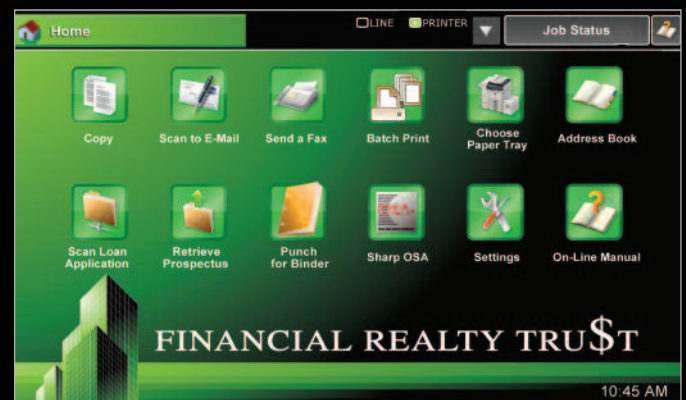 Home
LINE PRINTER
Job Status
Copy
Scan to E-Mail
Send a Fax
Batch Print
Choose
Paper Tray
Address Book
Scan Loan
Application
Retrieve
Prospectus
Punch
for Binder
Sharp OSA
Settings
On-Line Manual
FINANCIAL REALTY TRU$T
10:45 AM